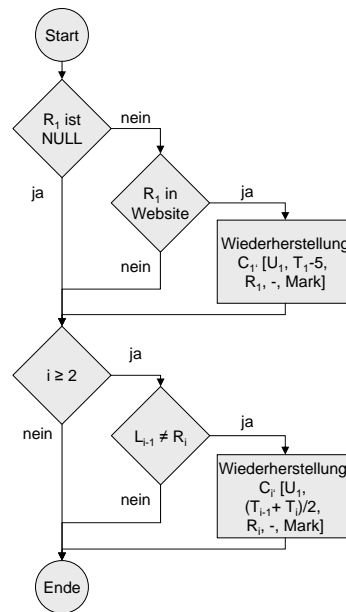 Start
R₁ ist
NULL
nein
ja
R₁ in
Website
ja
nein
Wiederherstellung
C₁' [U₁, T₁-5,
R₁, -, Mark]
i ≥ 2
ja
nein
Lᵢ₋₁ ≠ Rᵢ
ja
nein
Wiederherstellung
Cᵢ' [U₁,
(Tᵢ₋₁+ Tᵢ)/2,
Rᵢ, -, Mark]
Ende